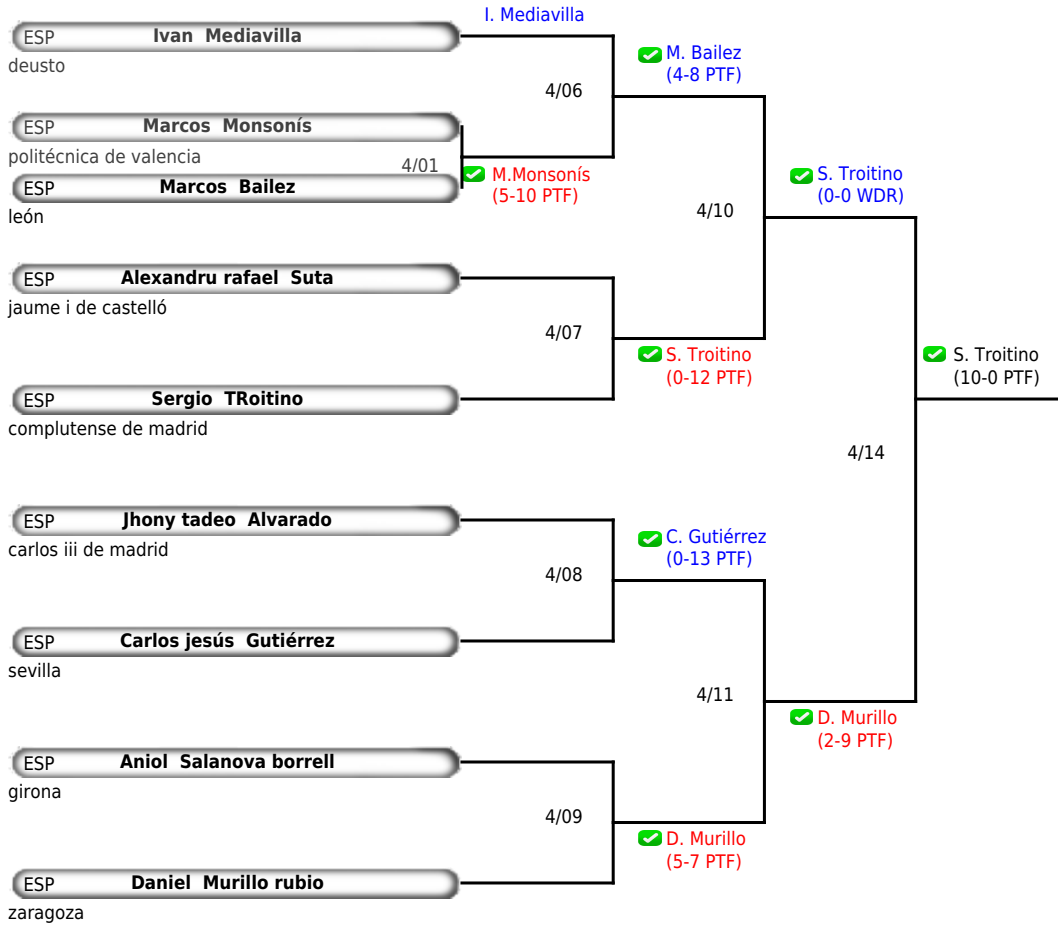 I. Mediavilla
ESP Ivan Mediavilla
deusto
M. Bailez
(4-8 PTF)
4/06
ESP Marcos Monsonís
politécnica de valencia
4/01
M.Monsonís
(5-10 PTF)
ESP Marcos Bailez
león
S. Troitino
(0-0 WDR)
4/10
ESP Alexandru rafael Suta
jaume i de castelló
4/07
S. Troitino
(0-12 PTF)
S. Troitino
(10-0 PTF)
ESP Sergio TRoitino
complutense de madrid
4/14
ESP Jhony tadeo Alvarado
carlos iii de madrid
C. Gutiérrez
(0-13 PTF)
4/08
ESP Carlos jesús Gutiérrez
sevilla
4/11
D. Murillo
(2-9 PTF)
ESP Aniol Salanova borrell
girona
4/09
D. Murillo
(5-7 PTF)
ESP Daniel Murillo rubio
zaragoza